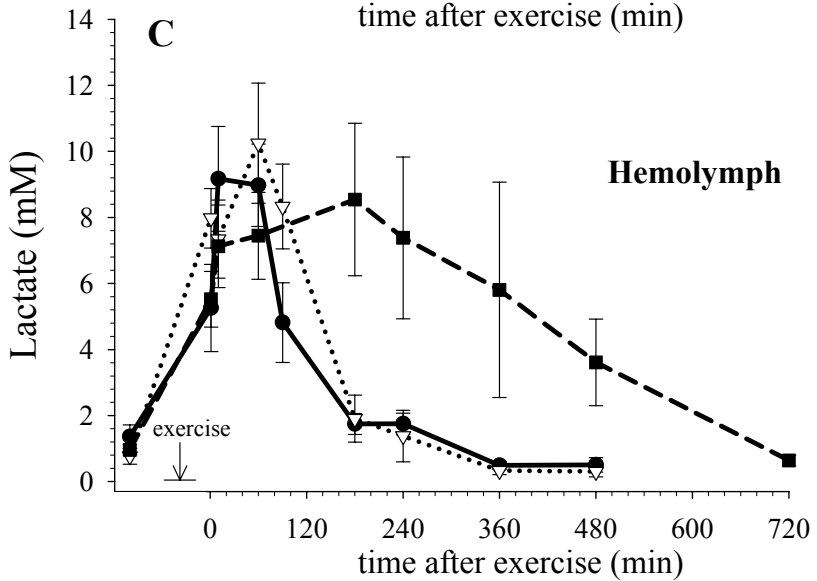 time after exercise (min)
C
14
12
10
8
6
4
2
0
Lactate (mM)
Hemolymph
exercise
0 120 240 360 480 600 720
time after exercise (min)